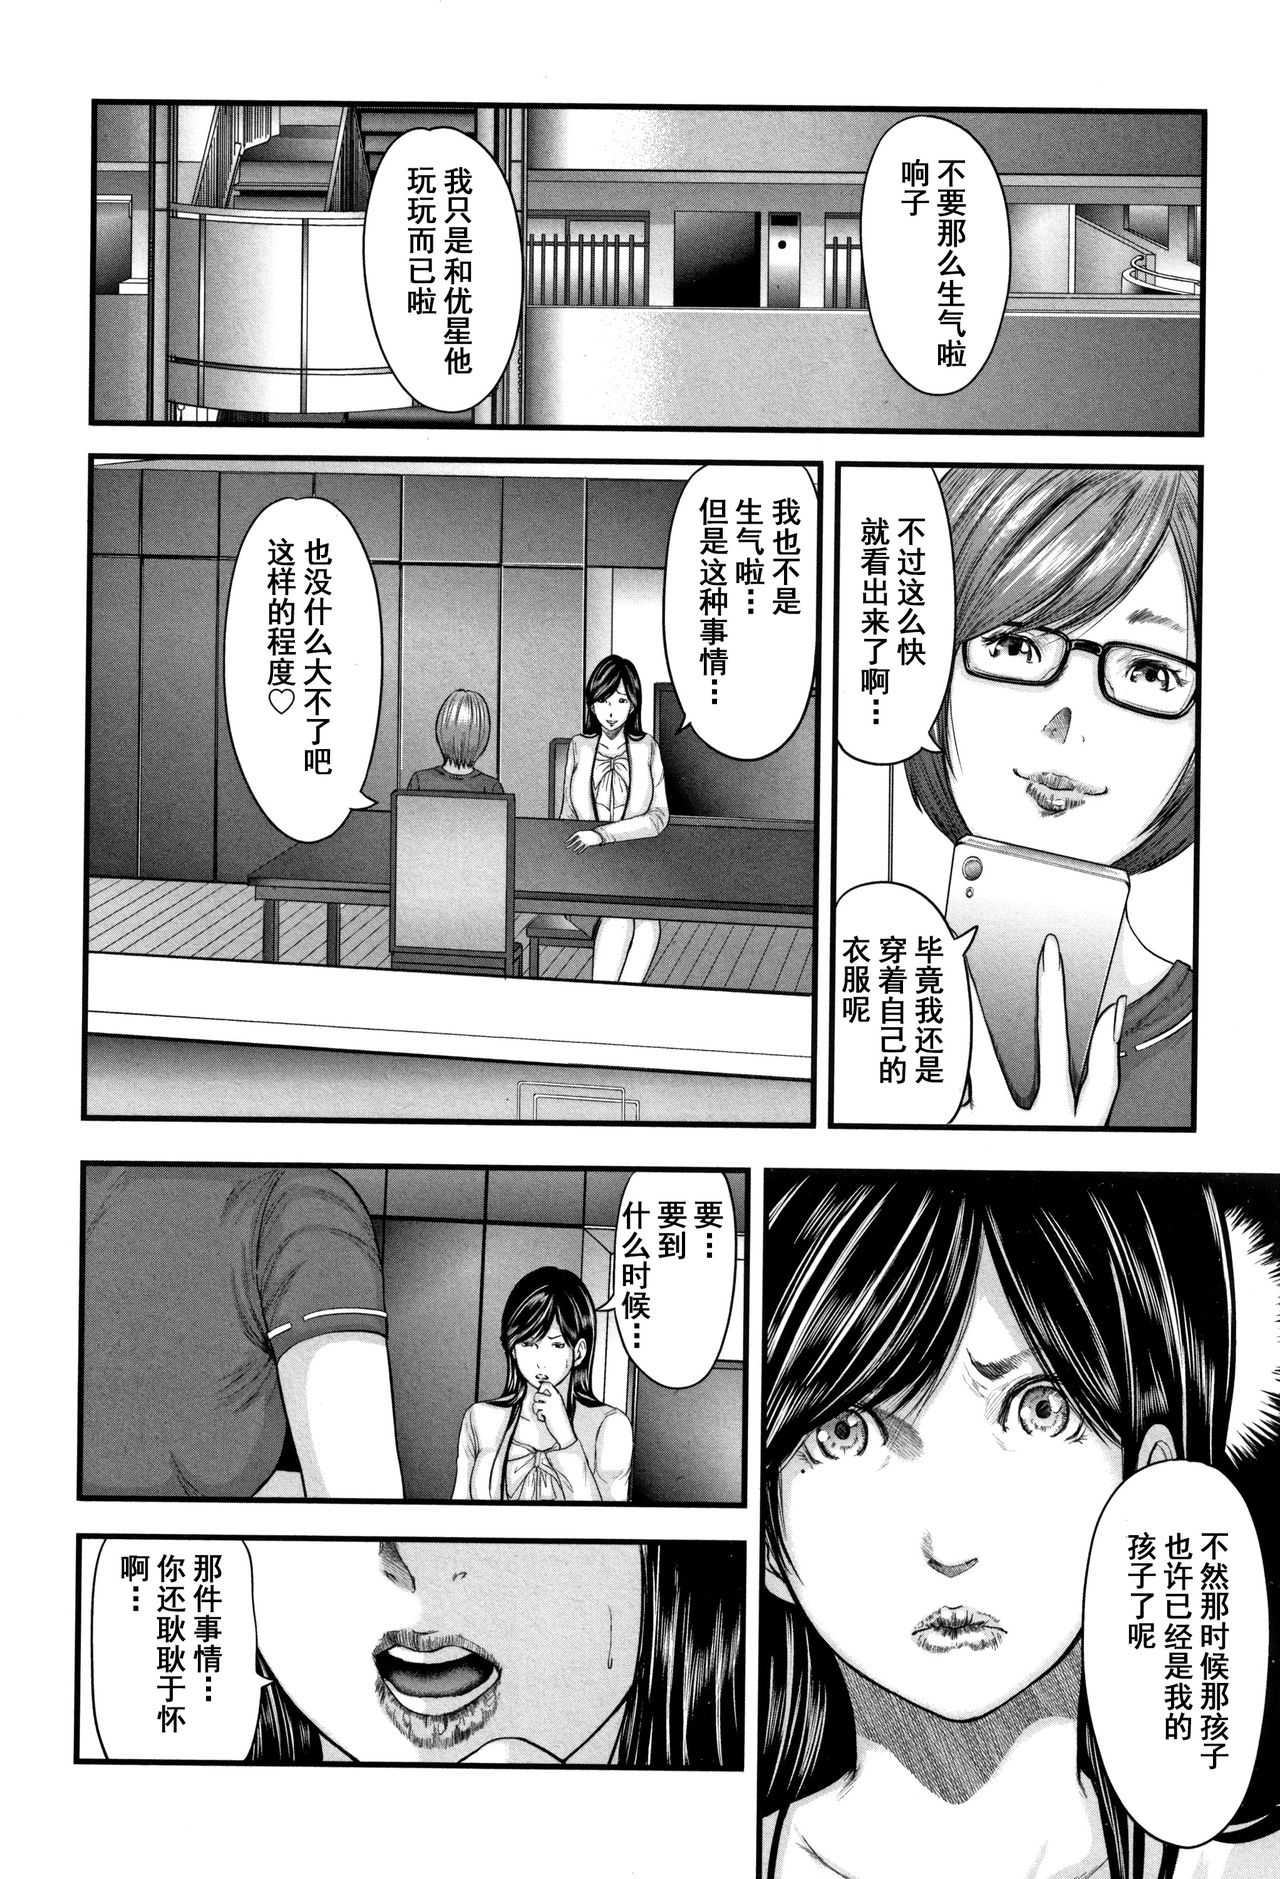 不要那么生气啦
响子
我只是和优星他
玩玩而已啦
不过这么快
就看出来了啊…
毕竟我还是
穿着自己的
衣服呢
我也不是
生气啦…
但是这种事情…
也没什么大不了吧
这样的程度♡
不然那时候那孩子
也许已经是我的
孩子了呢
要…
要到
什么时候…
那件事情…
你还耿耿于怀
啊…